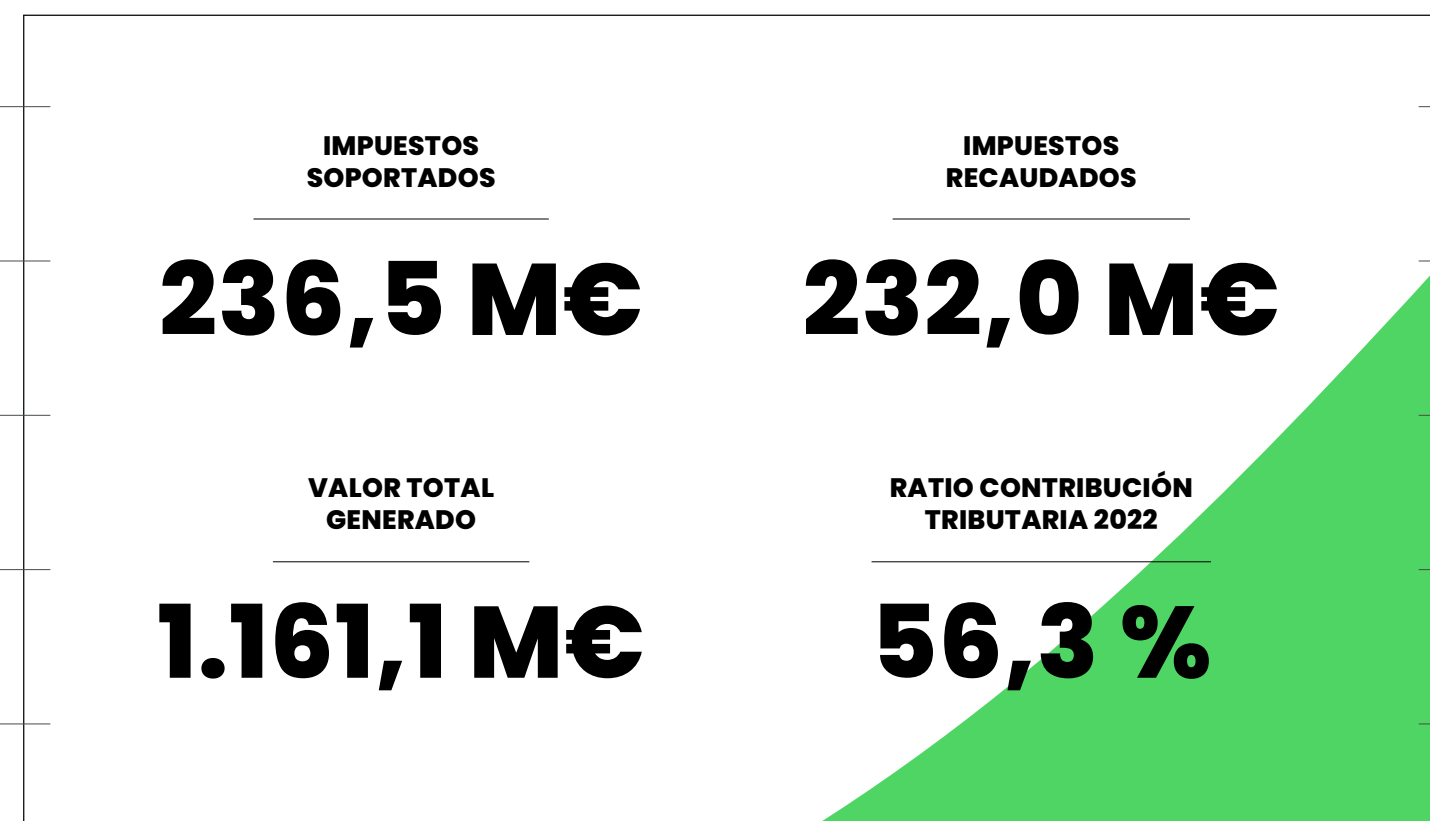 IMPUESTOS
SOPORTADOS
236,5 M€
IMPUESTOS
RECAUDADOS
232,0 M€
VALOR TOTAL
GENERADO
1.161,1 M€
RATIO CONTRIBUCIÓN
TRIBUTARIA 2022
56,3 %